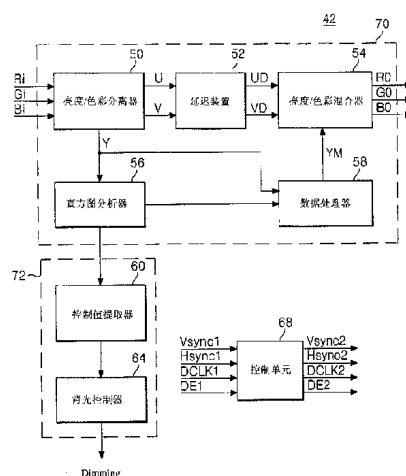 42
70
50
52
54
Ri
Gi
Bi
亮度/色彩分离器
U
V
延迟装置
UD
VD
亮度/色彩混合器
R0
G0
B0
Y
YM
56
58
直方图分析器
数据处理器
72
60
控制值提取器
64
背光控制器
Dimming
68
Vsync1
Hsync1
DCLK1
DE1
控制单元
Vsync2
Hsync2
DCLK2
DE2